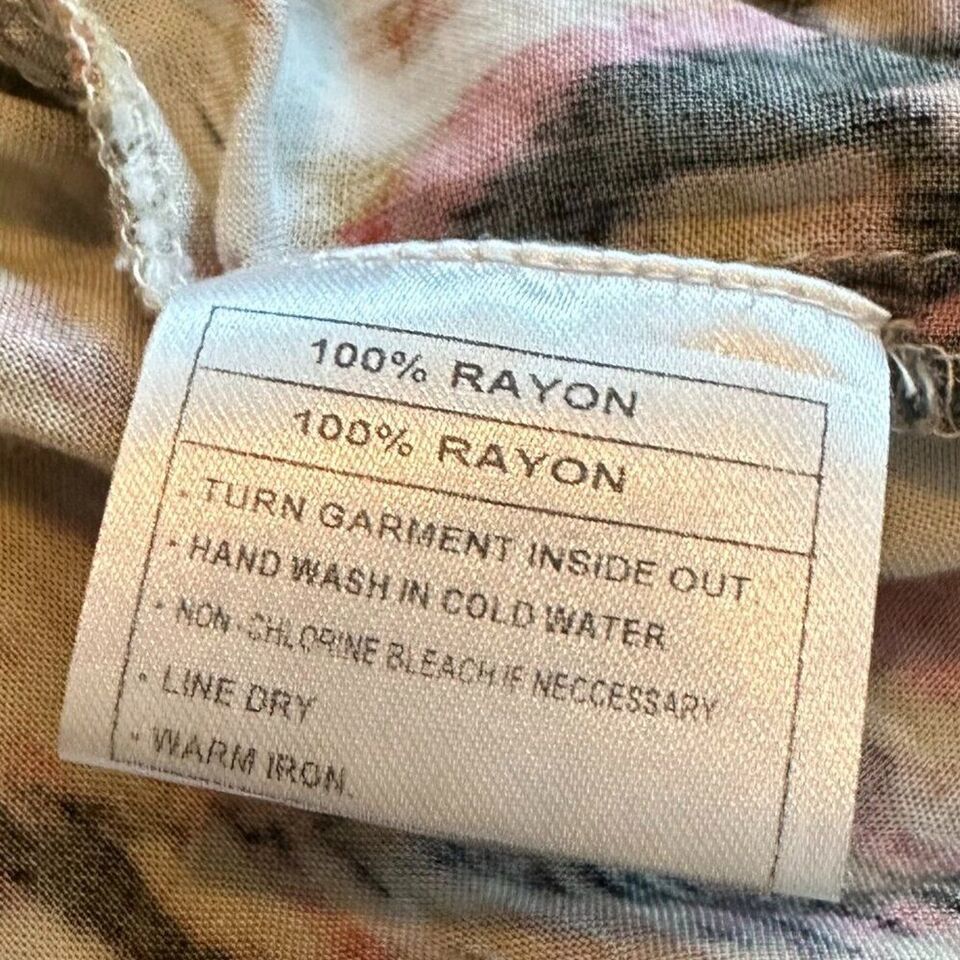 100% RAYON
100% RAYON
. TURN GARMENT INSIDE OUT.
• HAND WASH IN COLD WATER
• NON-CHLORINE BLEACH IF NECCESSARY
• LINE DRY
• WARM IRON.